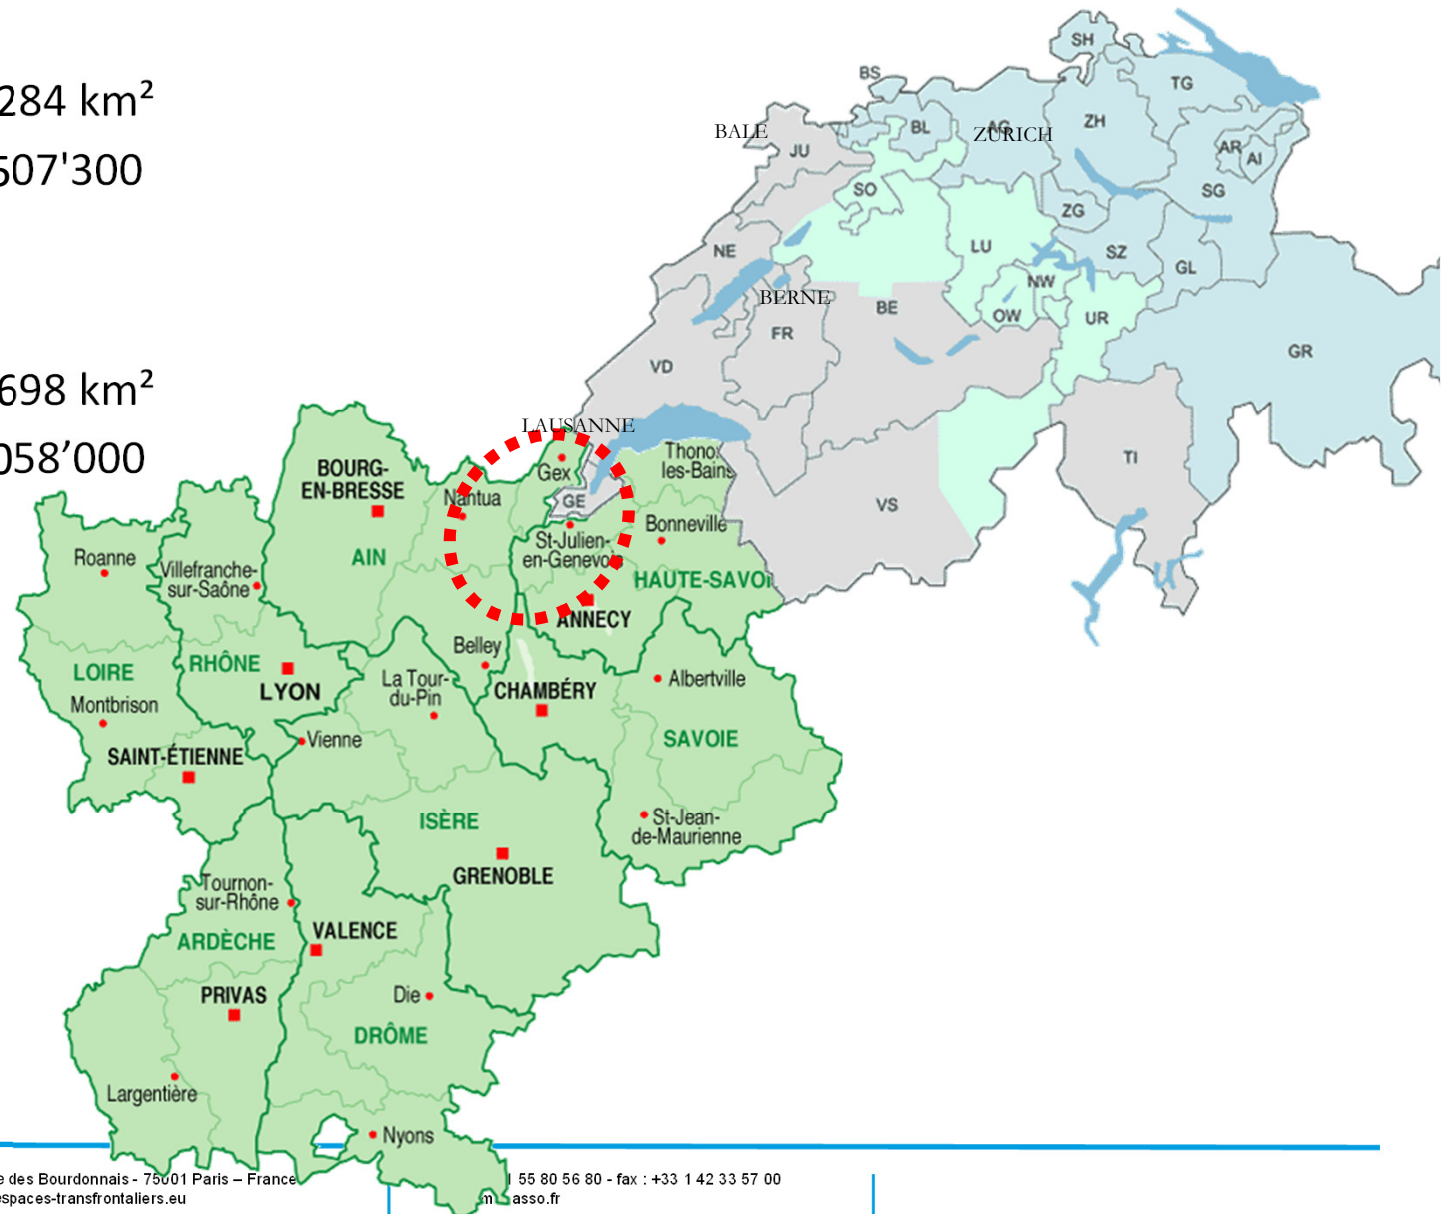 284 km²
507'300
698 km²
058’000
SH
BS
TG
BALE
BL
AG
ZURICH
ZH
JU
AR
AI
SO
SG
ZG
NE
LU
SZ
GL
NW
BERNE
BE
OW
UR
FR
GR
VD
LAUSANNE
TI
VS
GE
Gex
Thonon
les-Bains
BOURG-
EN-BRESSE
Nantua
Bonneville
St-Julien-
en-Genevois
AIN
Roanne
Villefranche-
sur-Saône
HAUTE-SAVOI
ANNECY
Belley
LOIRE
RHÔNE
LYON
La Tour-
du-Pin
CHAMBÉRY
Albertville
Montbrison
Vienne
SAVOIE
SAINT-ÉTIENNE
ISÈRE
St-Jean-
de-Maurienne
GRENOBLE
Tournon-
sur-Rhône
VALENCE
ARDÈCHE
PRIVAS
Die
DRÔME
Largentière
Nyons
e des Bourdonnais - 75001 Paris – France
espaces-transfrontaliers.eu
1 55 80 56 80 - fax : +33 1 42 33 57 00
asso.fr